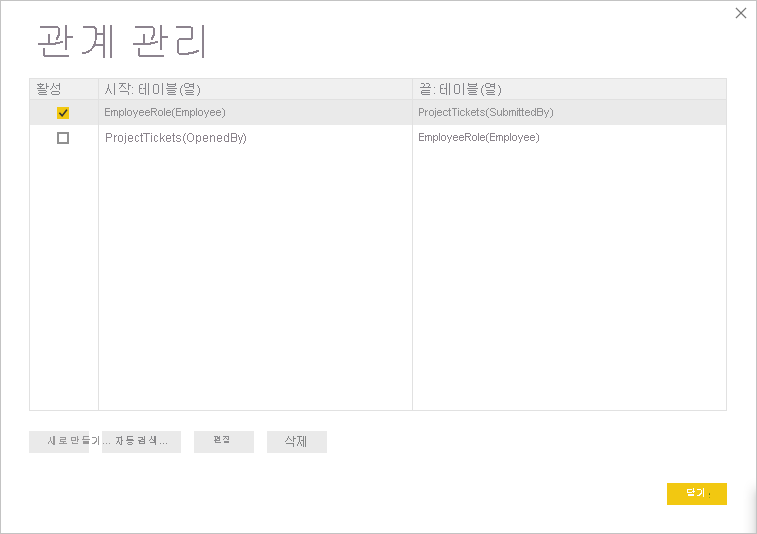 관계 관리
활성 시작: 테이블(열) 끝: 테이블(열)
EmployeeRole(Employee) ProjectTickets(SubmittedBy)
ProjectTickets(OpenedBy) EmployeeRole(Employee)
새로 만들기... 자동 검색... 편집 삭제
닫기